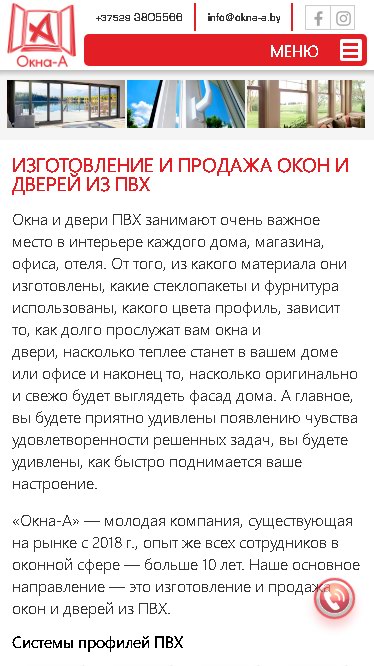 +37529 3805566
info@okna-a.by
Окна-А
МЕНЮ
ИЗГОТОВЛЕНИЕ И ПРОДАЖА ОКОН И
ДВЕРЕЙ ИЗ ПВХ
Окна и двери ПВХ занимают очень важное
место в интерьере каждого дома, магазина,
офиса, отеля. От того, из какого материала они
изготовлены, какие стеклопакеты и фурнитура
использованы, какого цвета профиль, зависит
то, как долго прослужат вам окна и
двери, насколько теплее станет в вашем доме
или офисе и наконец то, насколько оригинально
и свежо будет выглядеть фасад дома. А главное,
вы будете приятно удивлены появлению чувства
удовлетворенности решенных задач, вы будете
удивлены, как быстро поднимается ваше
настроение.
«Окна-А» — молодая компания, существующая
на рынке с 2018 г., опыт же всех сотрудников в
оконной сфере — больше 10 лет. Наше основное
направление — это изготовление и продажа
окон и дверей из ПВХ.
Системы профилей ПВХ